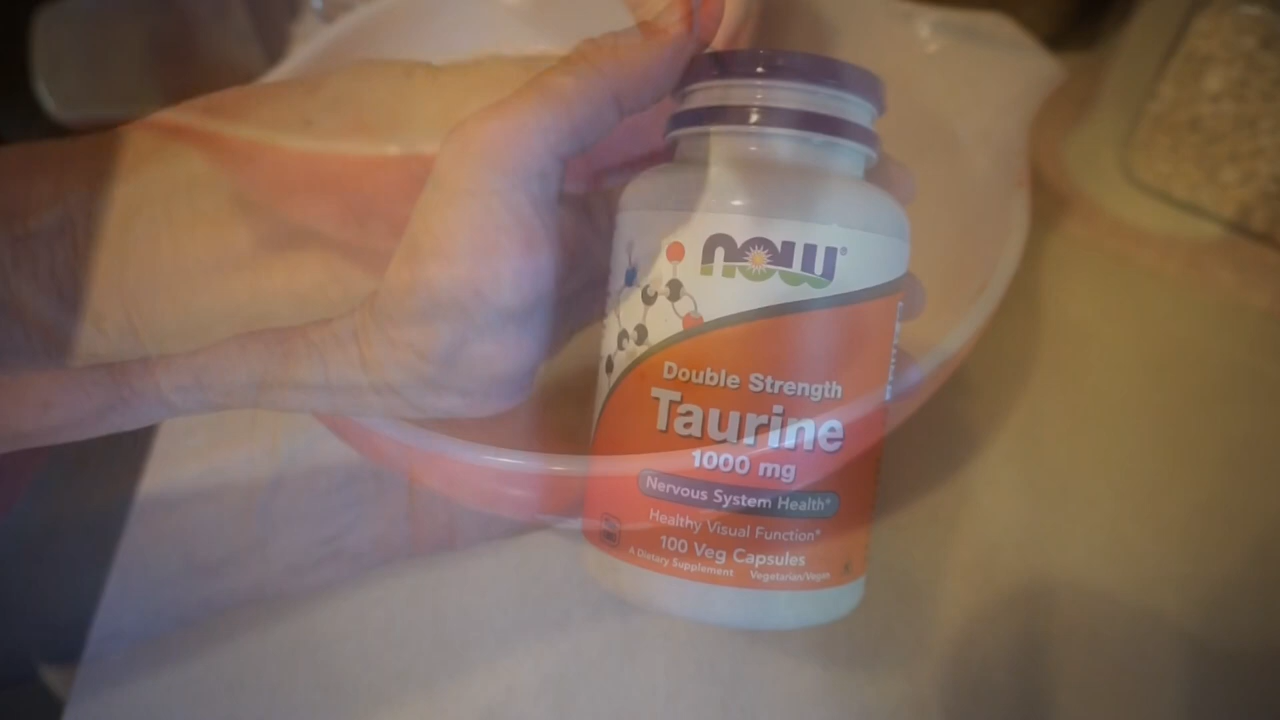 NOW®
Double Strength
Taurine
1000 mg
Nervous System Health*
Healthy Visual Function*
100 Veg Capsules
A Dietary Supplement Vegetarian/Vegan